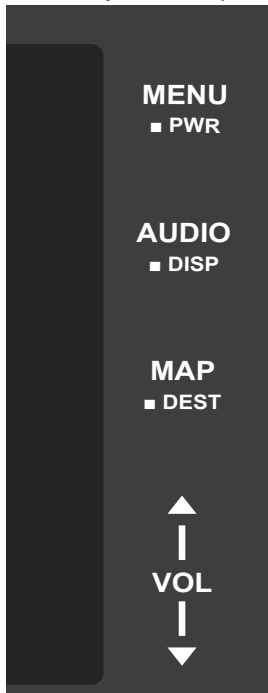 MENU
■ PWR
AUDIO
■ DISP
MAP
■ DEST
VOL